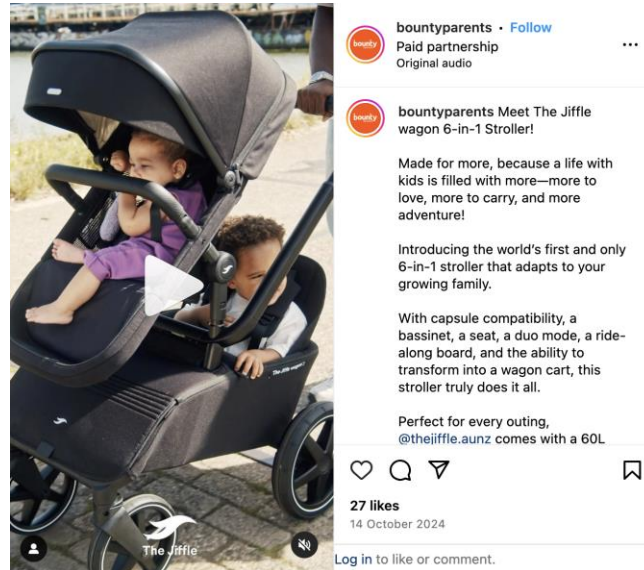 bountyparents • Follow
Paid partnership
Original audio
bounty
bounty
bountyparents Meet The Jiffle
wagon 6-in-1 Stroller!
Made for more, because a life with
kids is filled with more—more to
love, more to carry, and more
adventure!
Introducing the world's first and only
6-in-1 stroller that adapts to your
growing family.
With capsule compatibility, a
bassinet, a seat, a duo mode, a ride-
along board, and the ability to
transform into a wagon cart, this
stroller truly does it all.
Perfect for every outing,
@thejiffle.aunz comes with a 60L
The Jiffle wagon
The Jiffle
27 likes
14 October 2024
Log in to like or comment.